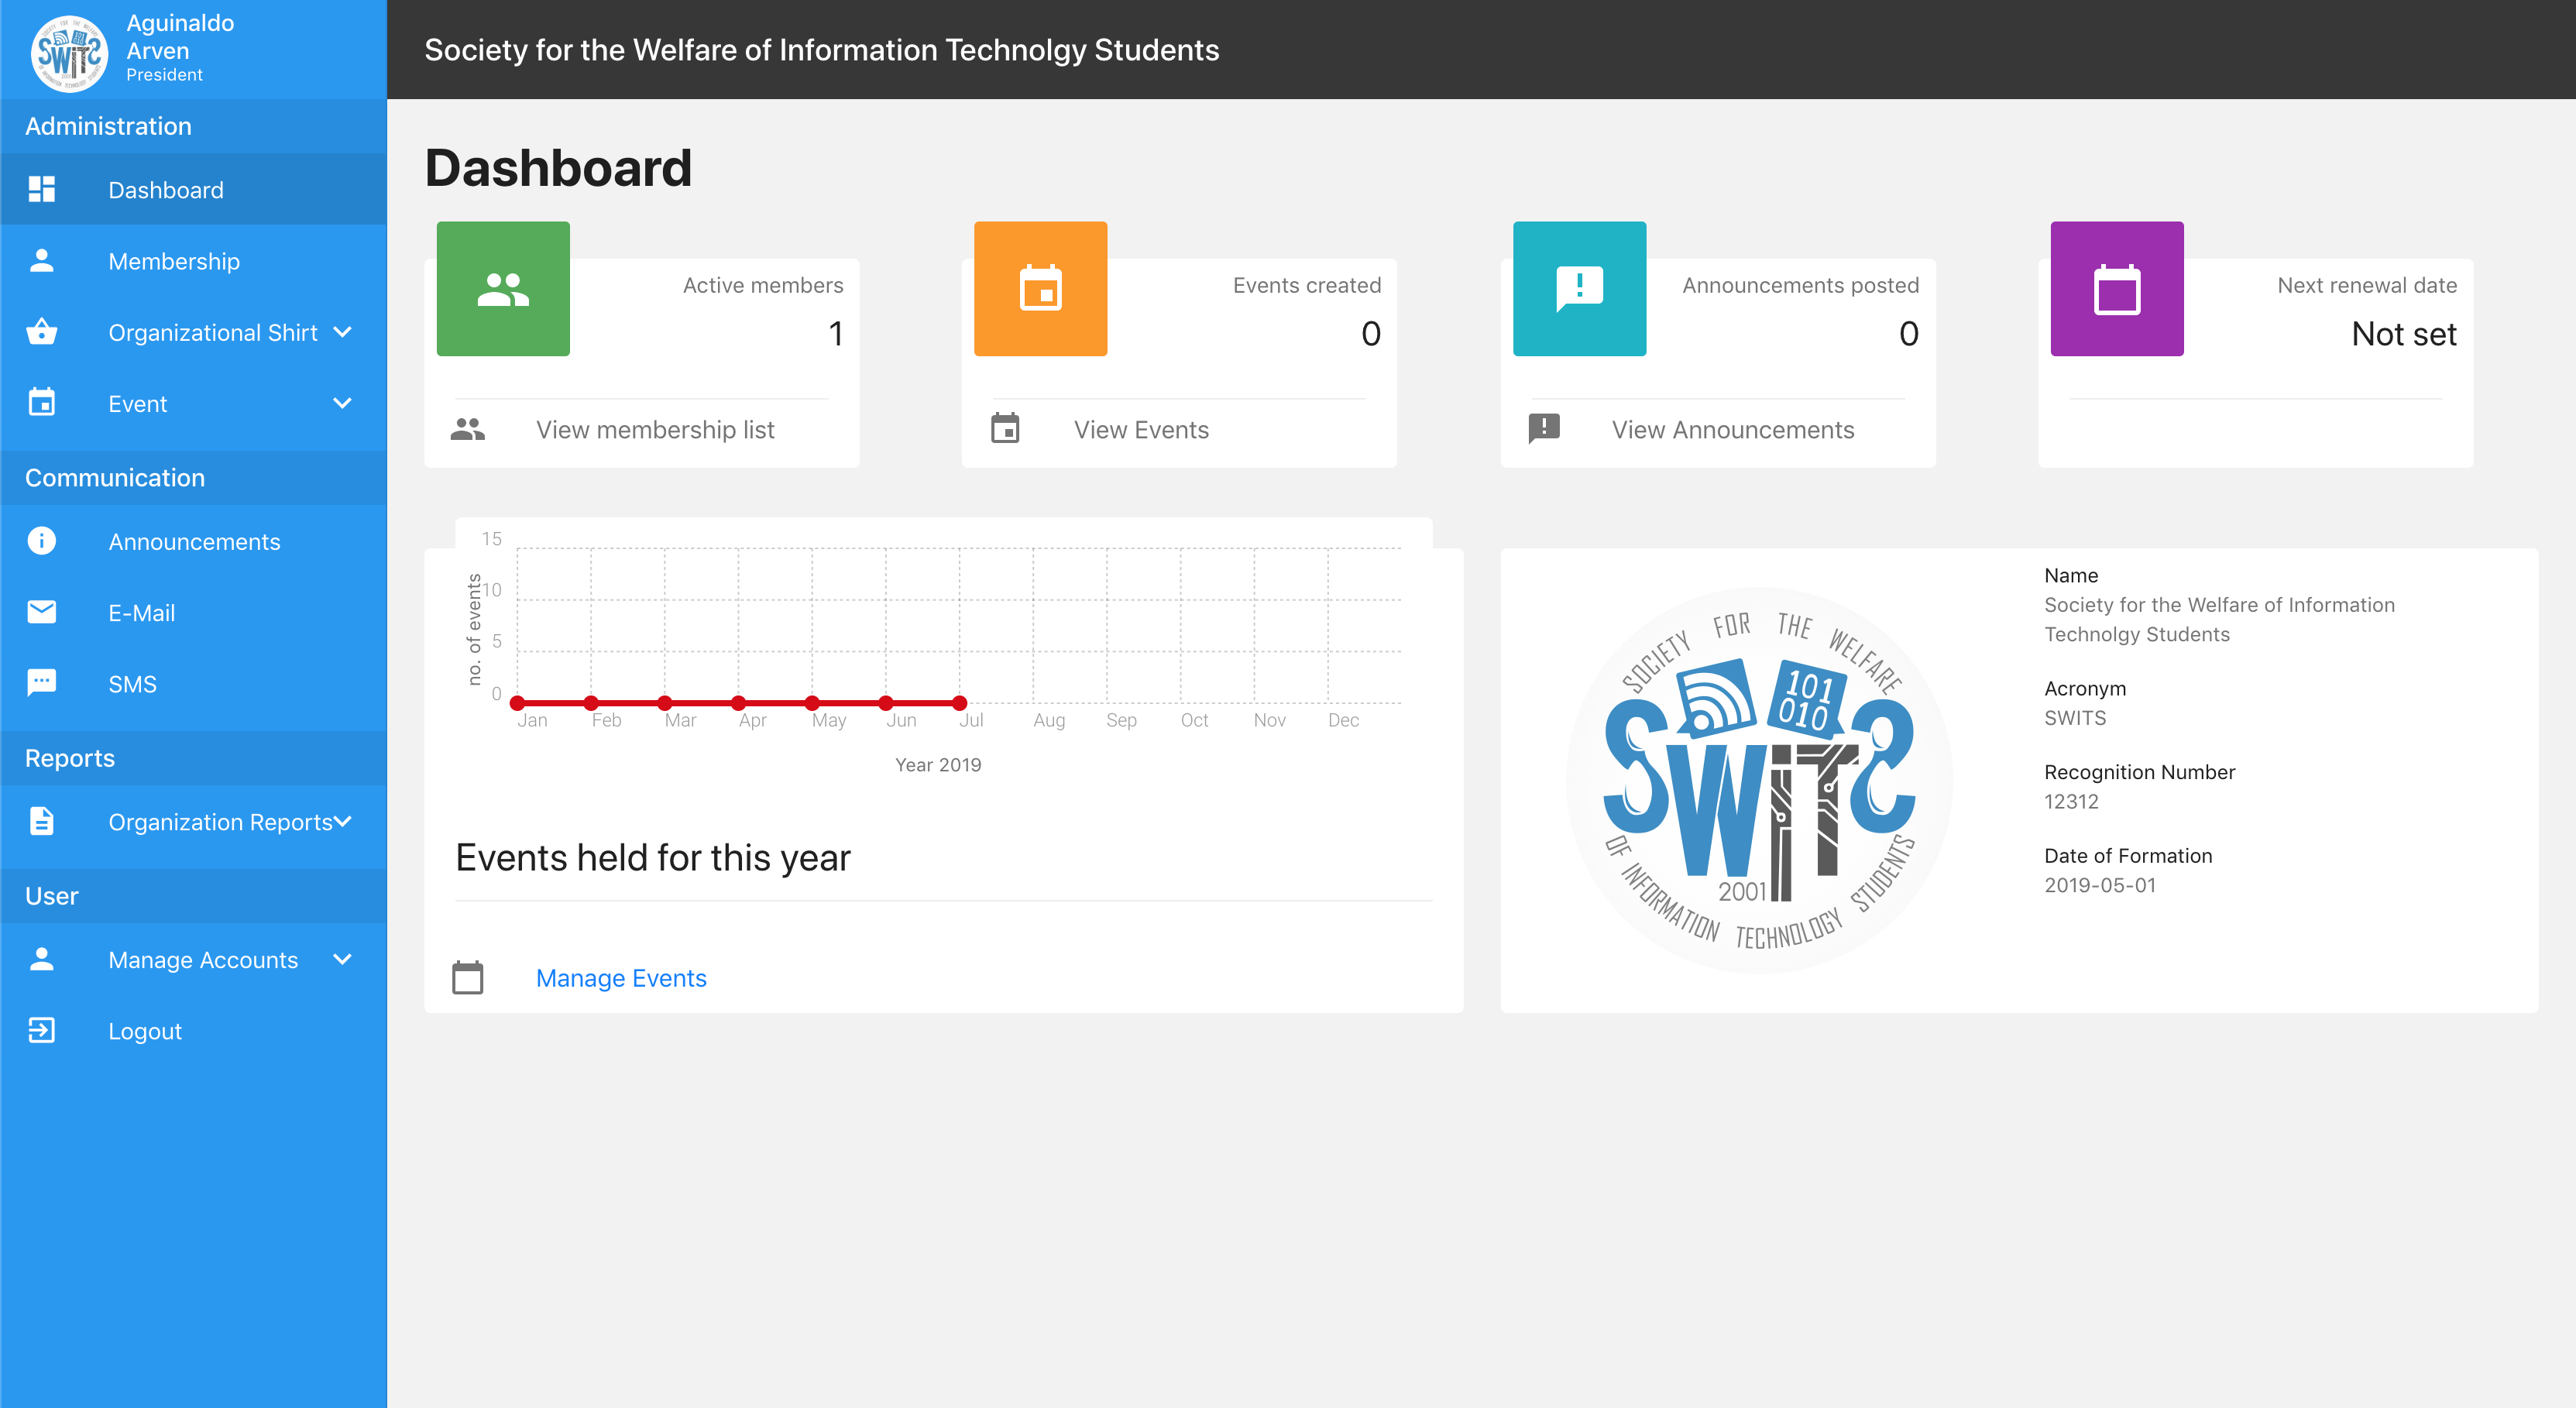 Aguinaldo
Arven
President
Society for the Welfare of Information Technolgy Students
Administration
Dashboard
Membership
Organizational Shirt
Event
Communication
Announcements
E-Mail
SMS
Reports
Organization Reports
User
Manage Accounts
Logout
Dashboard
Active members
1
View membership list
Events created
0
View Events
Announcements posted
0
View Announcements
Next renewal date
Not set
15
10
5
0
no. of events
Jan Feb Mar Apr May Jun Jul Aug Sep Oct Nov Dec
Year 2019
Events held for this year
Manage Events
SOCIETY FOR THE WELFARE
101
010
SWITS
2001
OF INFORMATION TECHNOLOGY STUDENTS
Name
Society for the Welfare of Information
Technolgy Students
Acronym
SWITS
Recognition Number
12312
Date of Formation
2019-05-01